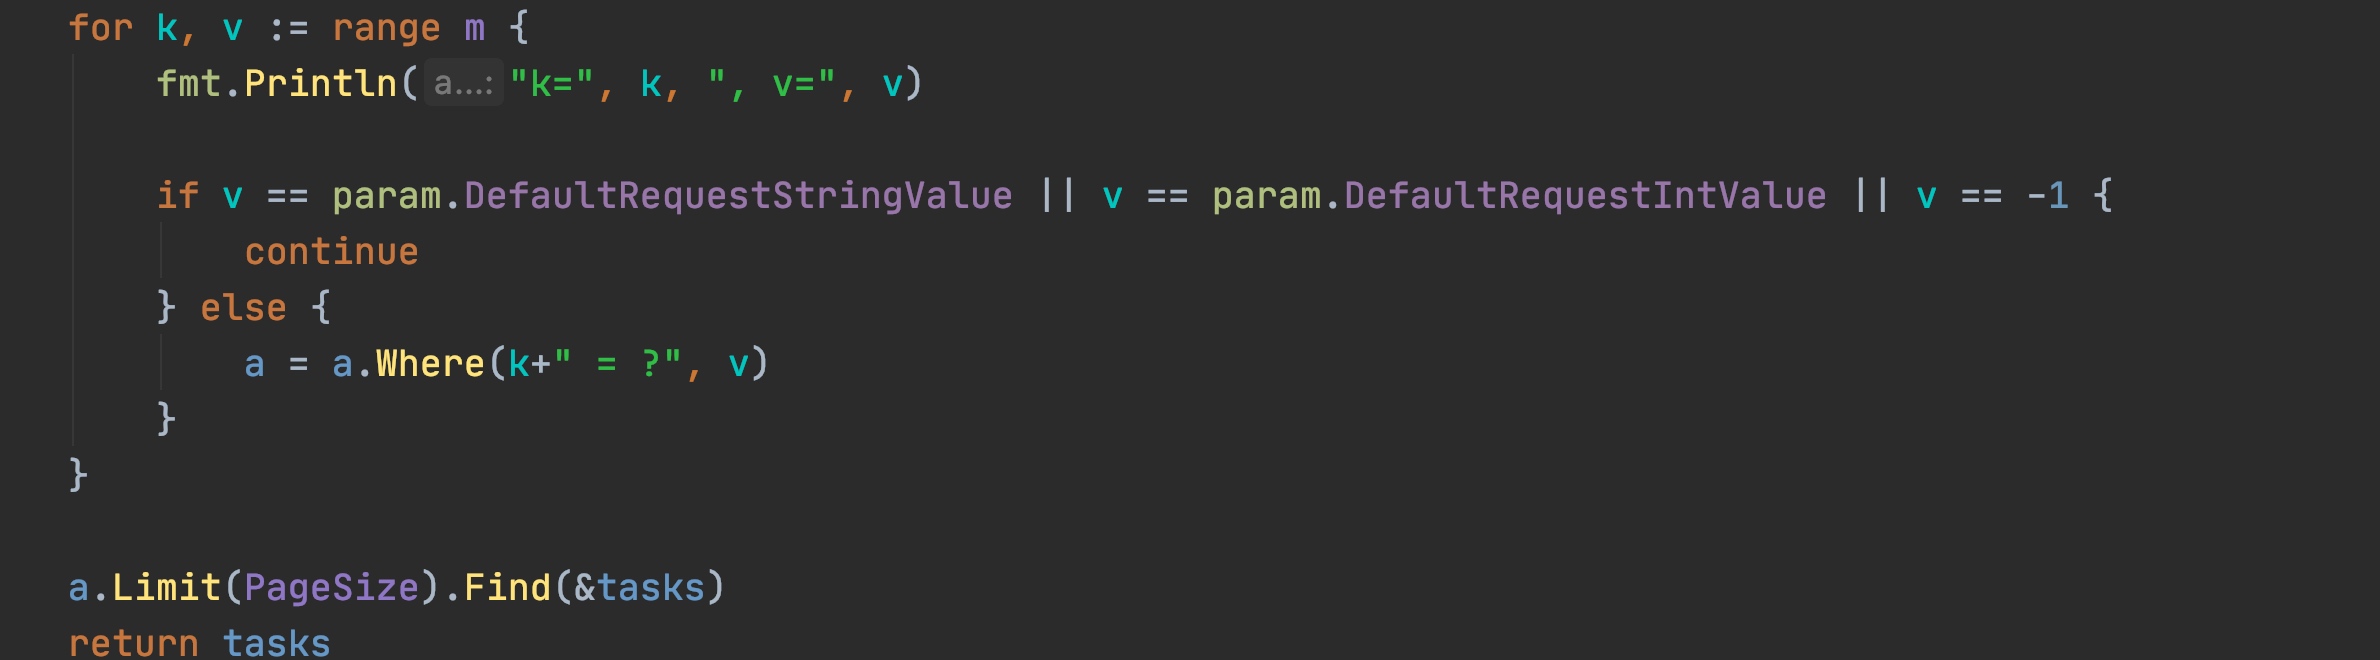 for k, v := range m {
fmt.Println(a...: "k=", k, ", v=", v)
if v == param.DefaultRequestStringValue || v == param.DefaultRequestIntValue || v == -1 {
continue
} else {
a = a.Where(k+" = ?", v)
}
}
a.Limit(PageSize).Find(&tasks)
return tasks